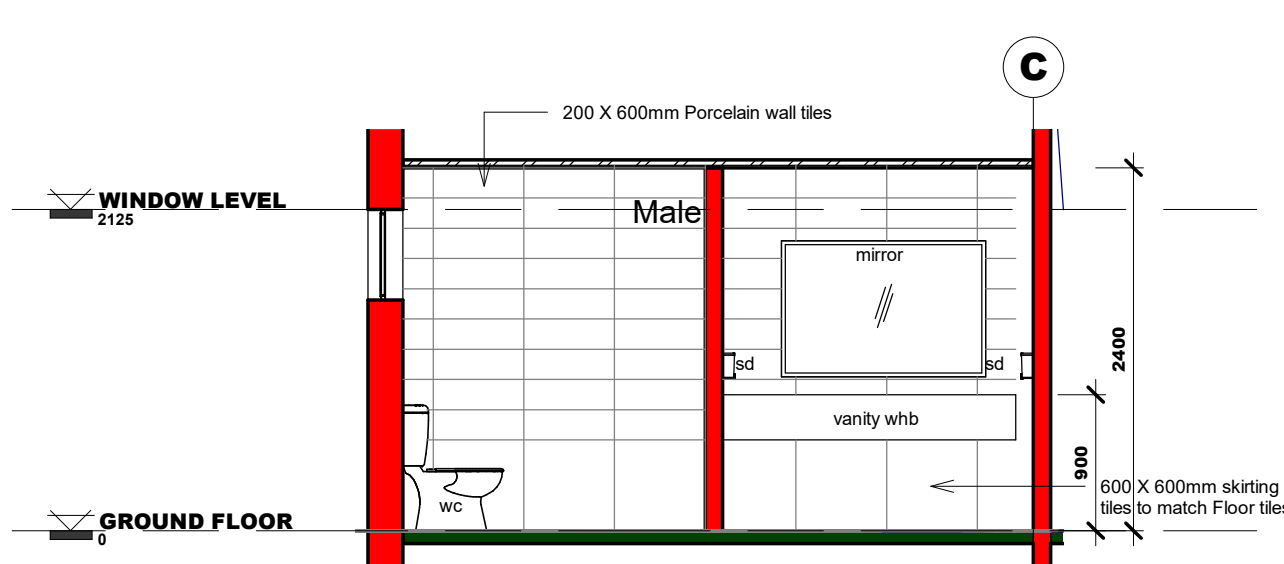 C
200 X 600mm Porcelain wall tiles
WINDOW LEVEL
2125
Male
mirror
2400
sd
sd
vanity whb
900
600 X 600mm skirting
tiles to match Floor tiles
wc
GROUND FLOOR
0